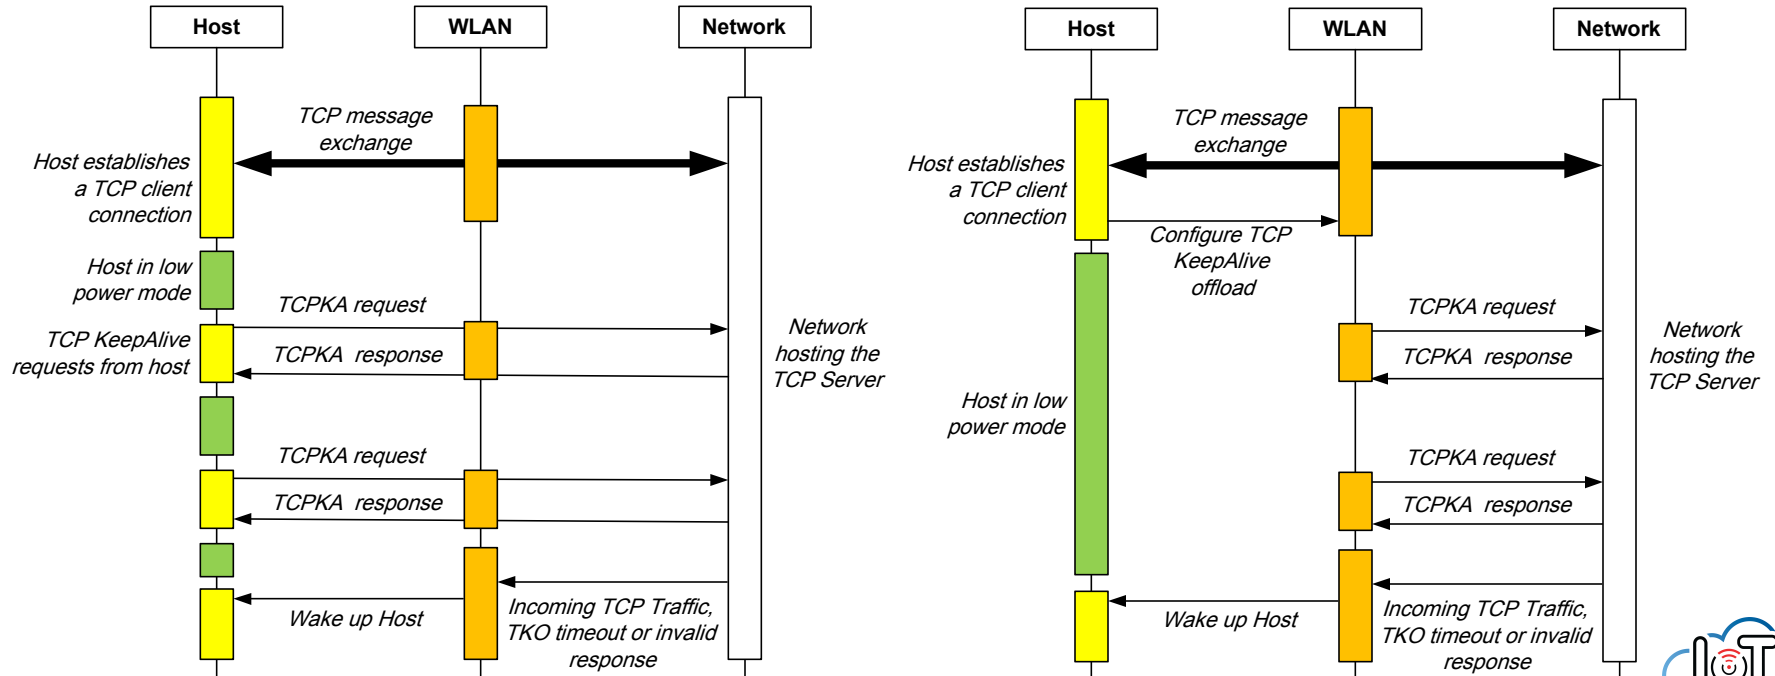 Host
WLAN
Network
TCP message
exchange
Host establishes
a TCP client
connection
Host in low
power mode
TCPKA request
TCP KeepAlive
requests from host
TCPKA response
Network
hosting the
TCP Server
TCPKA request
TCPKA response
Wake up Host
Incoming TCP Traffic,
TKO timeout or invalid
response
Host
WLAN
Network
TCP message
exchange
Host establishes
a TCP client
connection
Configure TCP
KeepAlive
offload
TCPKA request
TCPKA response
Network
hosting the
TCP Server
Host in low
power mode
TCPKA request
TCPKA response
Wake up Host
Incoming TCP Traffic,
TKO timeout or invalid
response
IoT